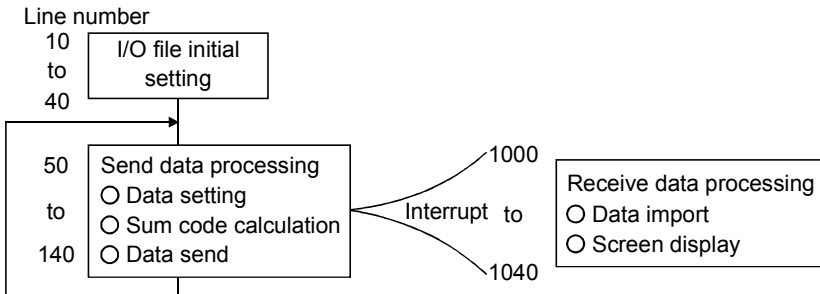 Line number
10
to
40
I/O file initial
setting
50
to
140
Send data processing
○ Data setting
○ Sum code calculation
○ Data send
Interrupt
1000
to
1040
Receive data processing
○ Data import
○ Screen display